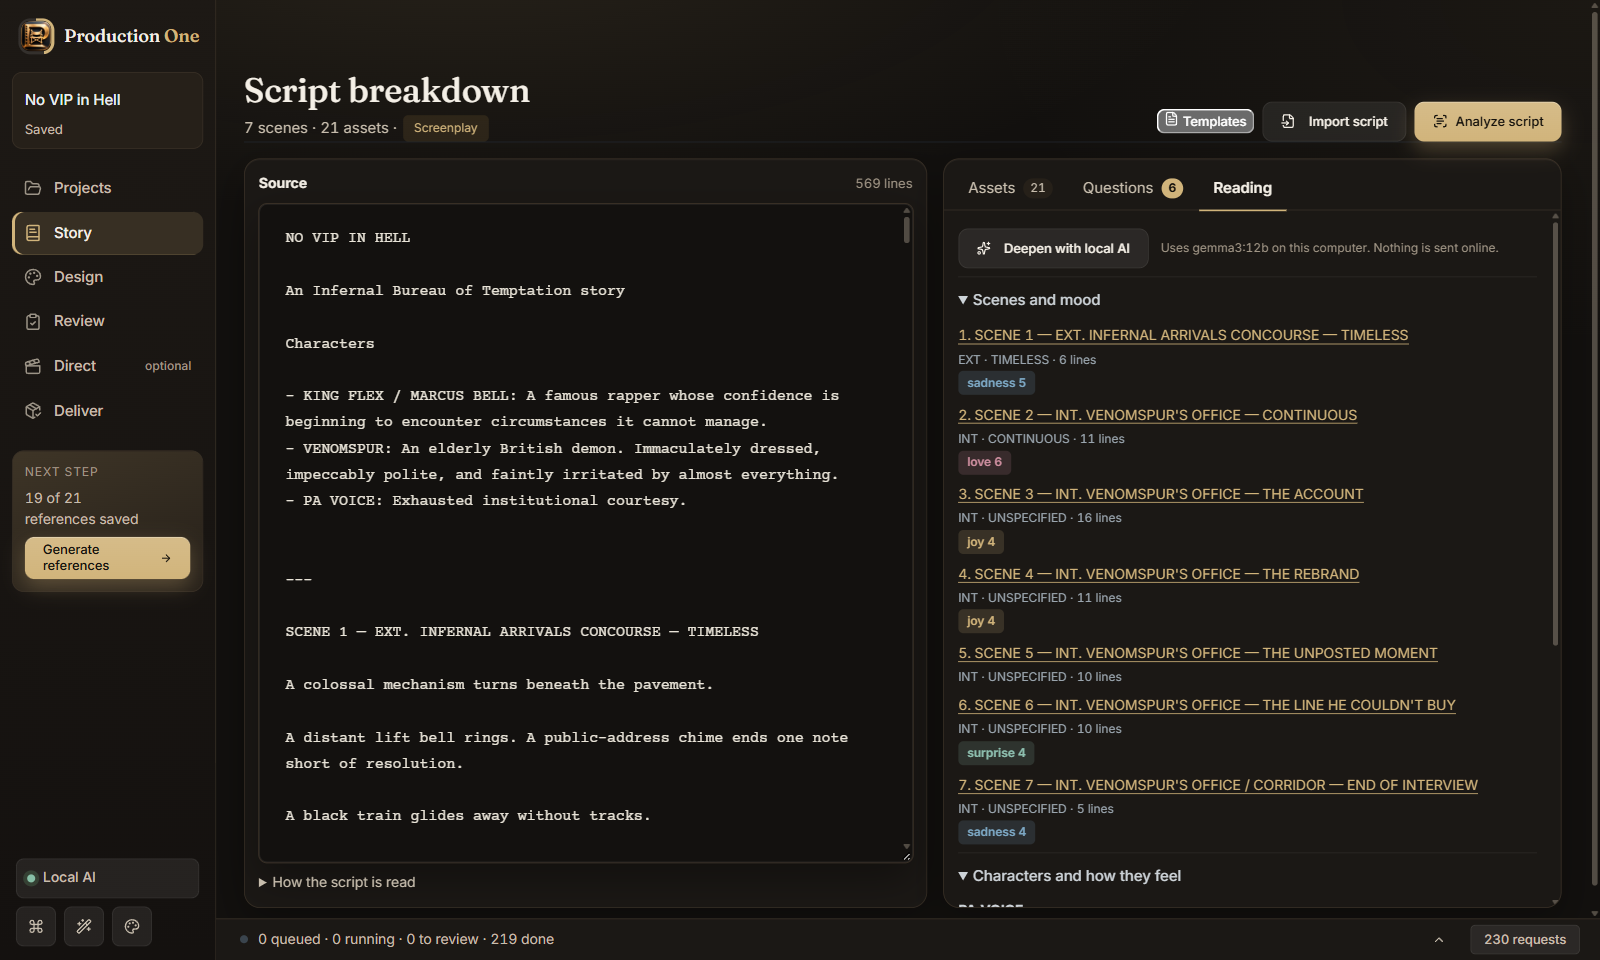 Production One
No VIP in Hell
Saved
Projects
Story
Design
Review
Direct optional
Deliver
NEXT STEP
19 of 21
references saved
Generate
references
Local AI
Script breakdown
7 scenes · 21 assets · Screenplay
Templates
Import script
Analyze script
Source
569 lines
NO VIP IN HELL
An Infernal Bureau of Temptation story
Characters
- KING FLEX / MARCUS BELL: A famous rapper whose confidence is
beginning to encounter circumstances it cannot manage.
- VENOMSPUR: An elderly British demon. Immaculately dressed,
impeccably polite, and faintly irritated by almost everything.
- PA VOICE: Exhausted institutional courtesy.
---
SCENE 1 — EXT. INFERNAL ARRIVALS CONCOURSE — TIMELESS
A colossal mechanism turns beneath the pavement.
A distant lift bell rings. A public-address chime ends one note
short of resolution.
A black train glides away without tracks.
How the script is read
Assets 21
Questions 6
Reading
Deepen with local AI
Uses gemma3:12b on this computer. Nothing is sent online.
Scenes and mood
1. SCENE 1 — EXT. INFERNAL ARRIVALS CONCOURSE — TIMELESS
EXT · TIMELESS · 6 lines
sadness 5
2. SCENE 2 — INT. VENOMSPUR'S OFFICE — CONTINUOUS
INT · CONTINUOUS · 11 lines
love 6
3. SCENE 3 — INT. VENOMSPUR'S OFFICE — THE ACCOUNT
INT · UNSPECIFIED · 16 lines
joy 4
4. SCENE 4 — INT. VENOMSPUR'S OFFICE — THE REBRAND
INT · UNSPECIFIED · 11 lines
joy 4
5. SCENE 5 — INT. VENOMSPUR'S OFFICE — THE UNPOSTED MOMENT
INT · UNSPECIFIED · 10 lines
6. SCENE 6 — INT. VENOMSPUR'S OFFICE — THE LINE HE COULDN'T BUY
INT · UNSPECIFIED · 10 lines
surprise 4
7. SCENE 7 — INT. VENOMSPUR'S OFFICE / CORRIDOR — END OF INTERVIEW
INT · UNSPECIFIED · 5 lines
sadness 4
Characters and how they feel
PA VOICE
0 queued · 0 running · 0 to review · 219 done
230 requests